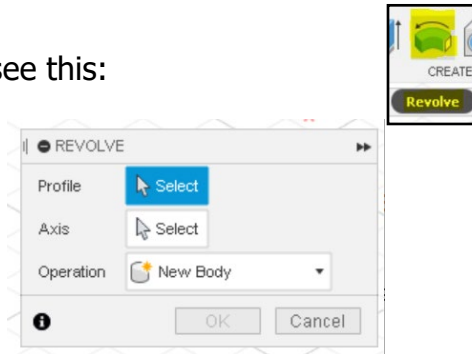 see this:
CREATE
Revolve
REVOLVE
Profile Select
Axis Select
Operation New Body
OK Cancel